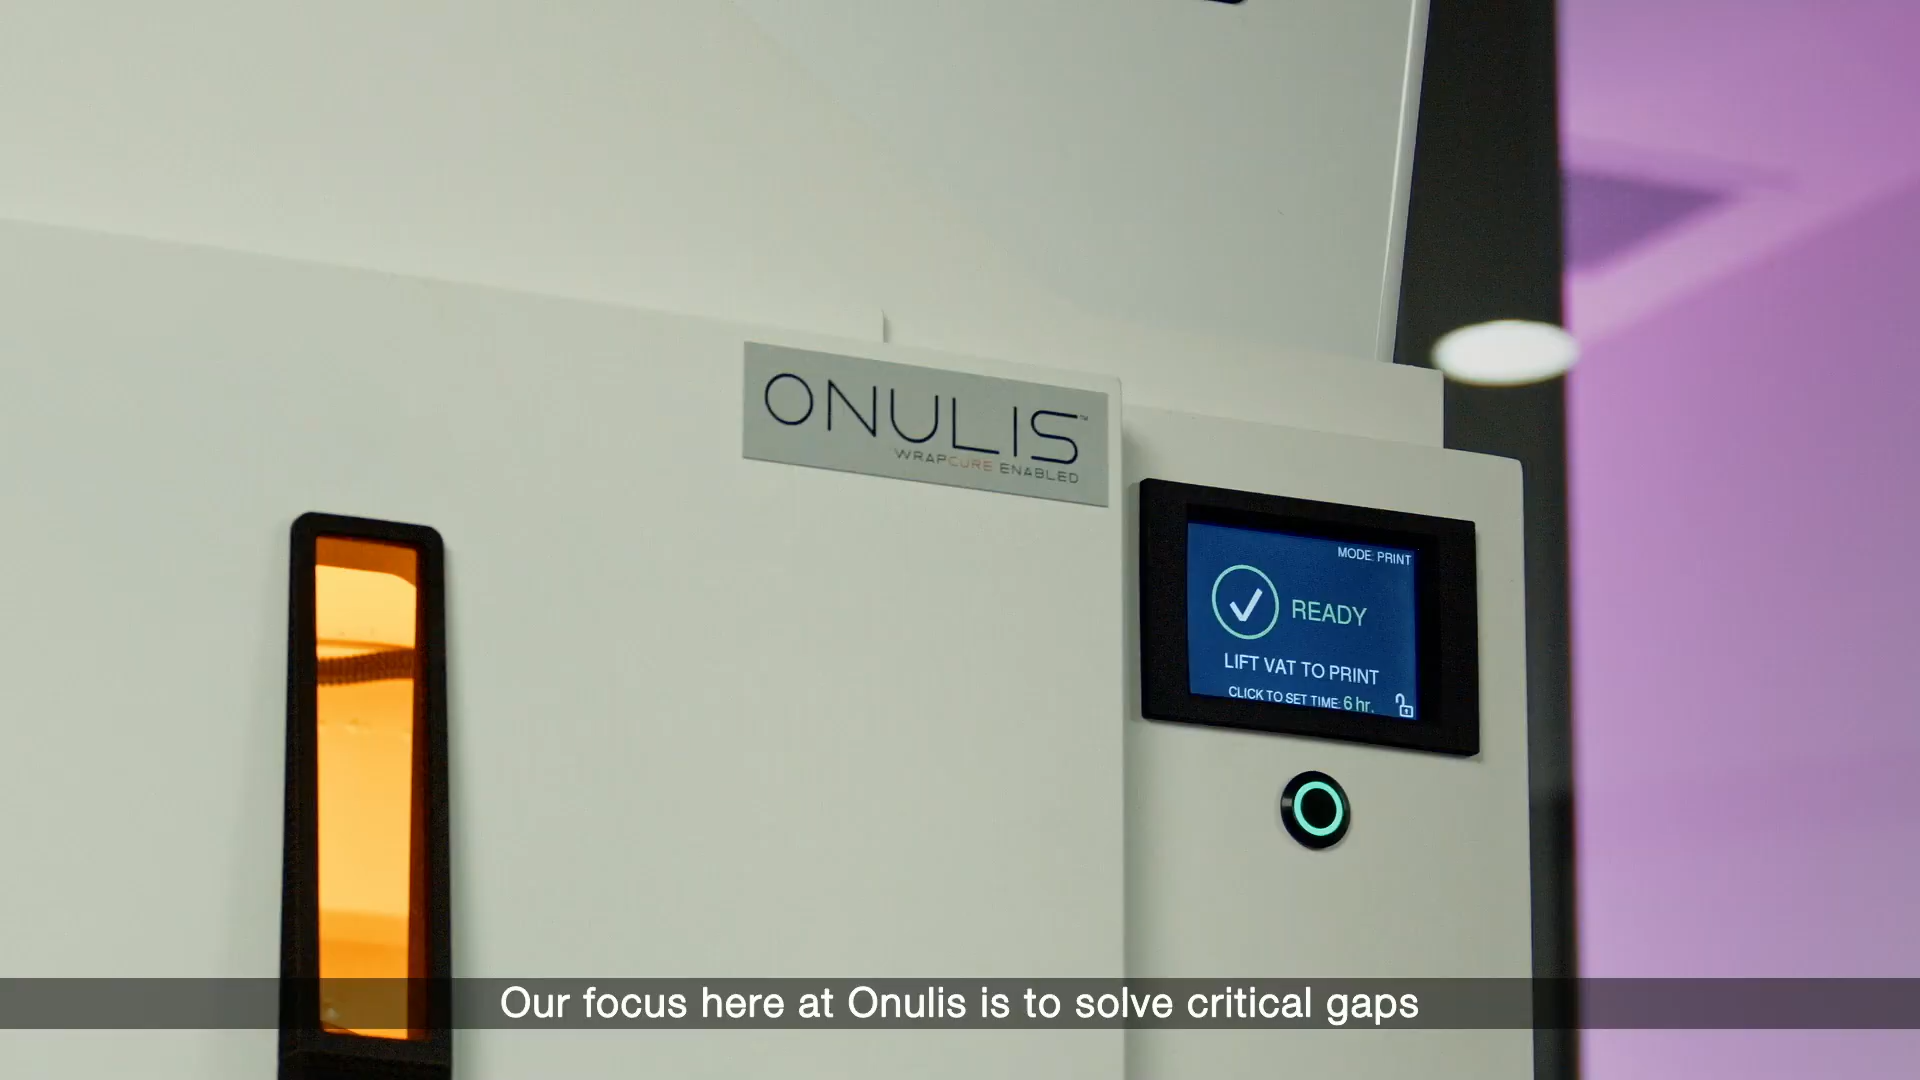 ONULIS™
WRAPCURE ENABLED
MODE: PRINT
READY
LIFT VAT TO PRINT
CLICK TO SET TIME: 6 hr.
Our focus here at Onulis is to solve critical gaps